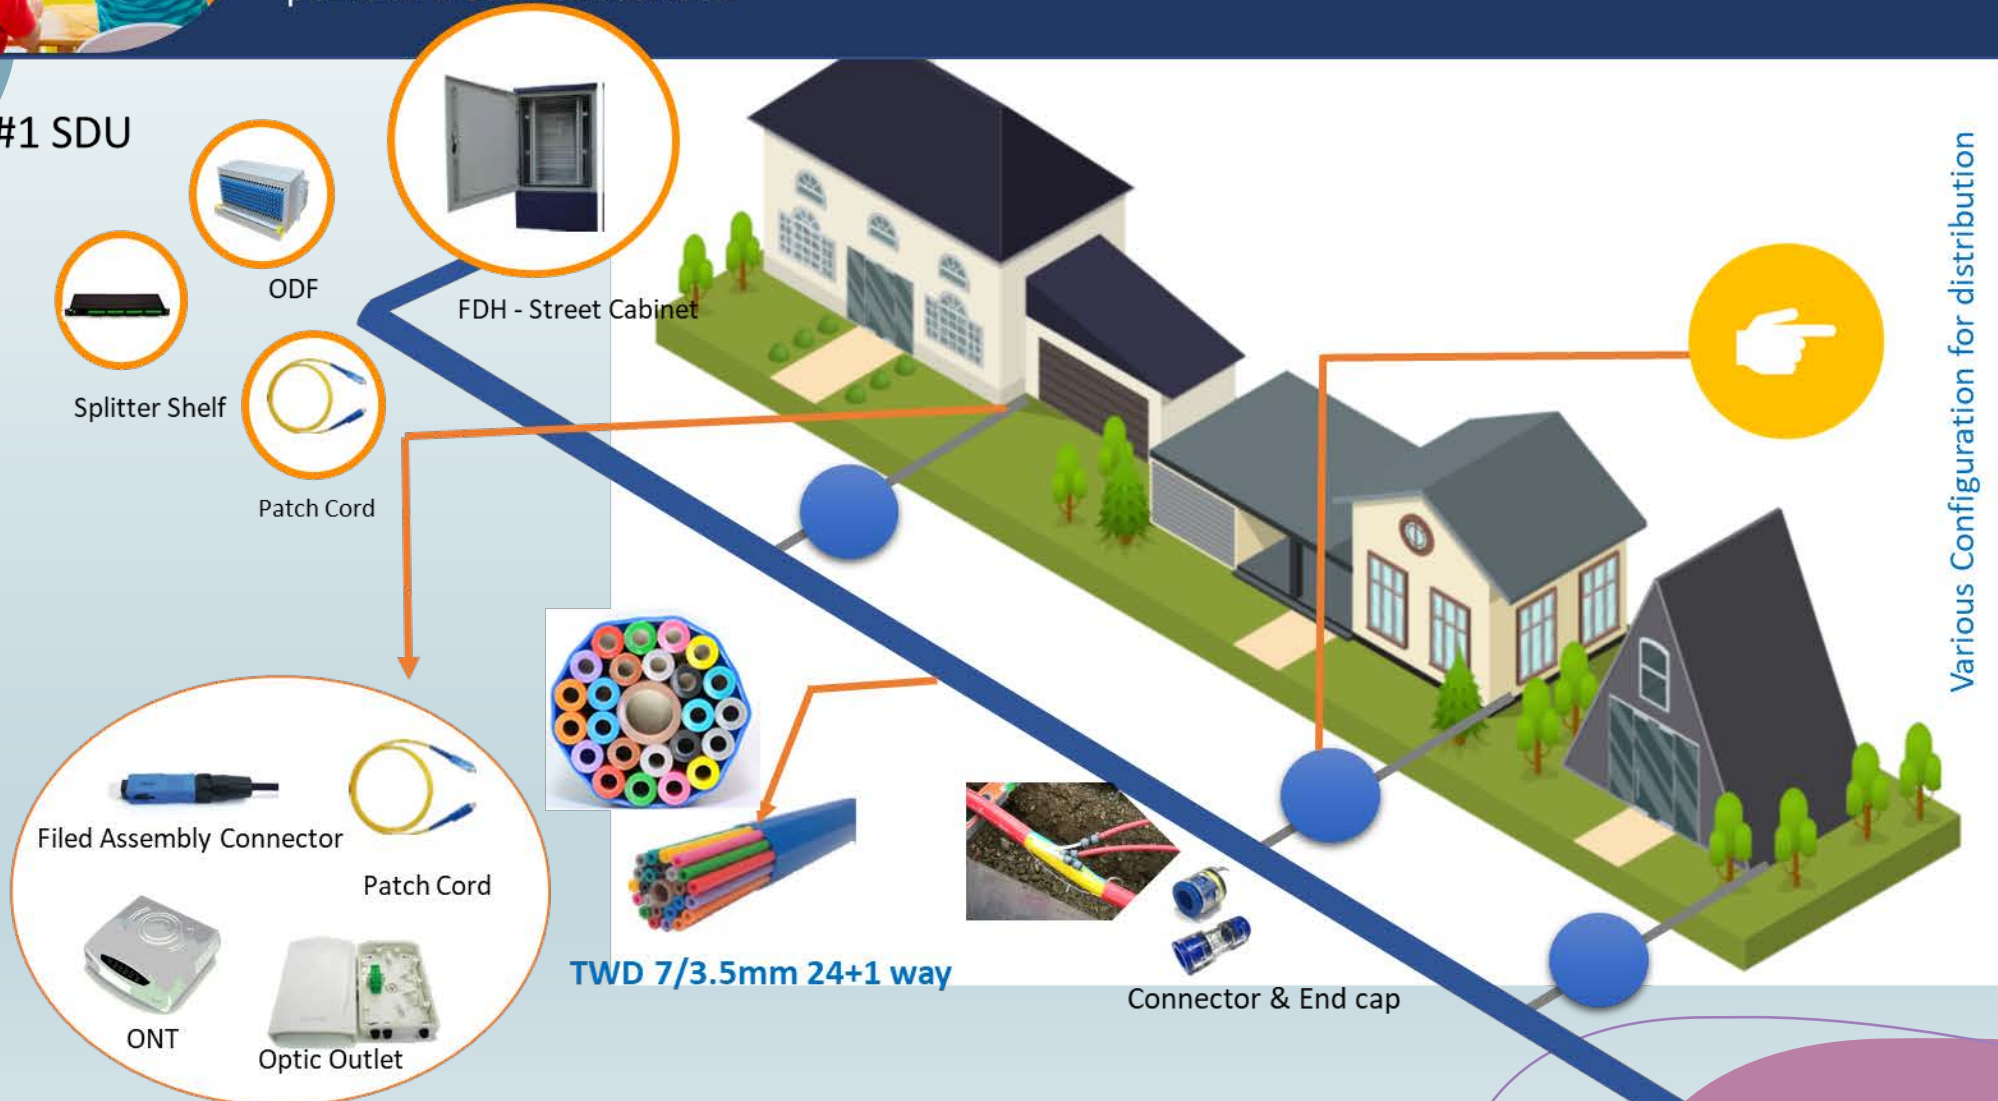 #1 SDU
ODF
FDH - Street Cabinet
Splitter Shelf
Patch Cord
Various Configuration for distribution
Filed Assembly Connector
Patch Cord
ONT
Optic Outlet
TWD 7/3.5mm 24+1 way
Connector & End cap